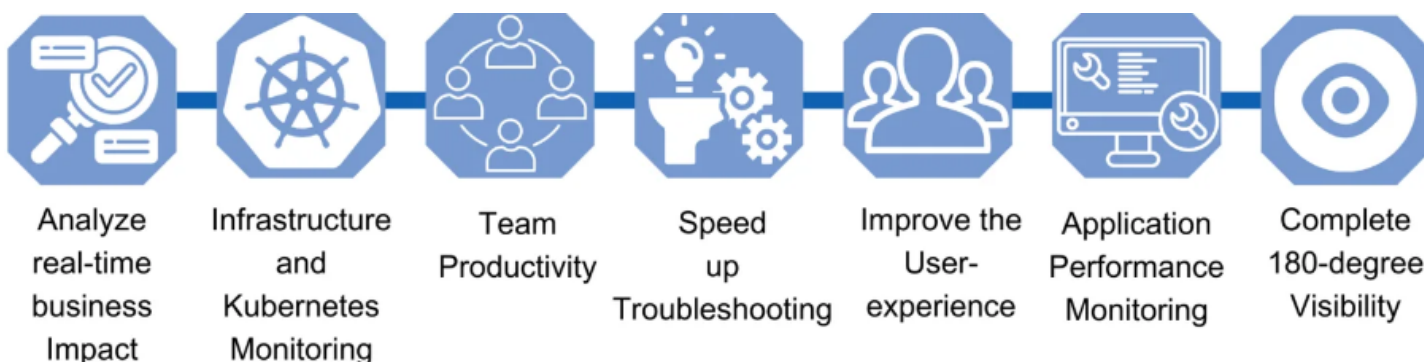 Analyze
real-time
business
Impact
Infrastructure
and
Kubernetes
Monitoring
Team
Productivity
Speed
up
Troubleshooting
Improve the
User-
experience
Application
Performance
Monitoring
Complete
180-degree
Visibility